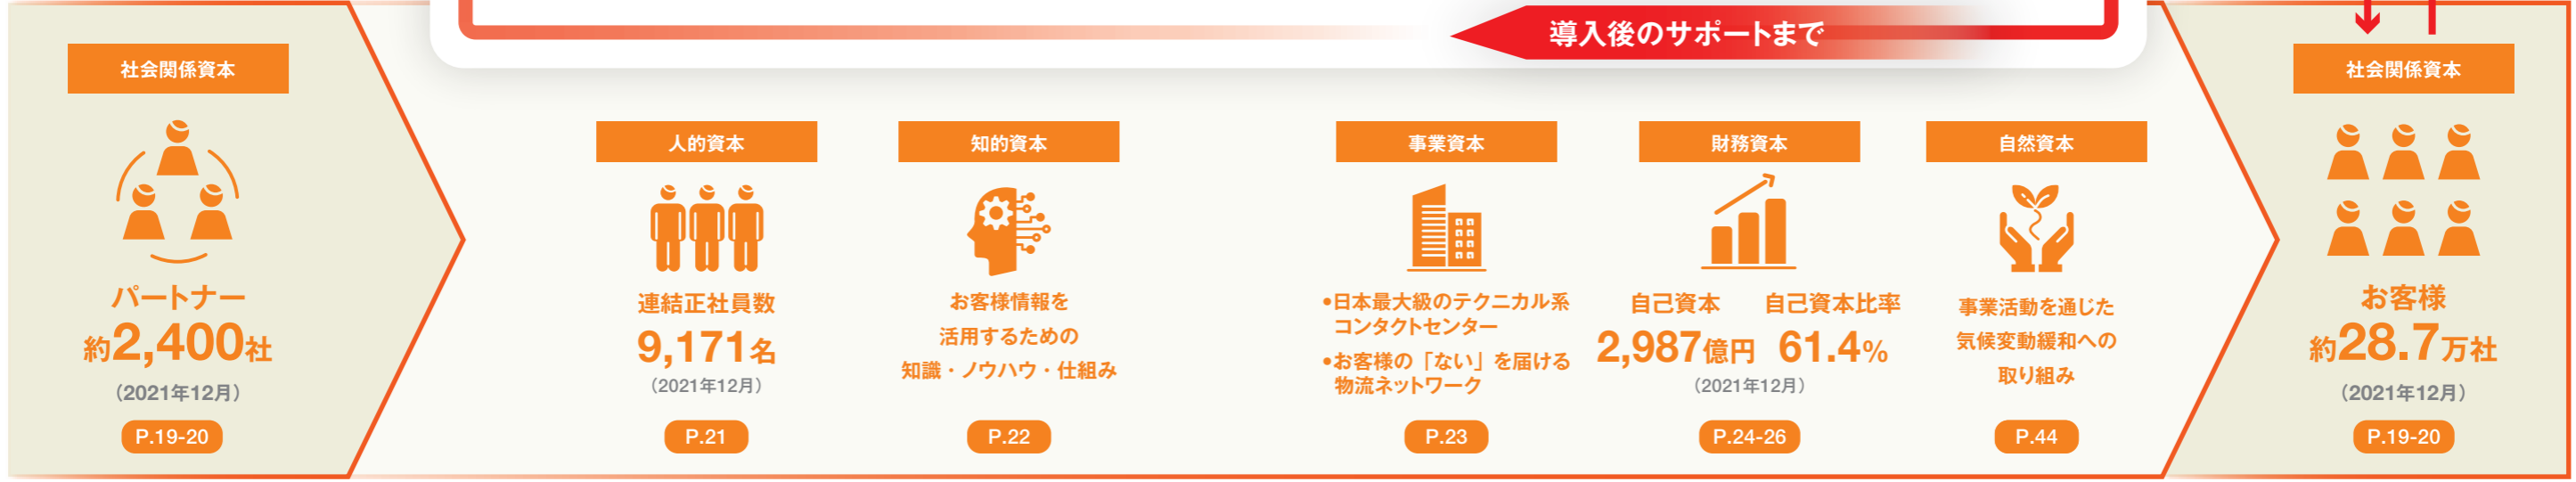 導入後のサポートまで
社会関係資本
パートナー
約2,400社
（2021年12月）
P.19-20
人的資本
連結正社員数
9,171名
（2021年12月）
P.21
知的資本
お客様情報を
活用するための
知識・ノウハウ・仕組み
P.22
事業資本
•日本最大級のテクニカル系
コンタクトセンター
•お客様の「ない」を届ける
物流ネットワーク
P.23
財務資本
自己資本 自己資本比率
2,987億円 61.4%
（2021年12月）
P.24-26
自然資本
事業活動を通じた
気候変動緩和への
取り組み
P.44
社会関係資本
お客様
約28.7万社
（2021年12月）
P.19-20